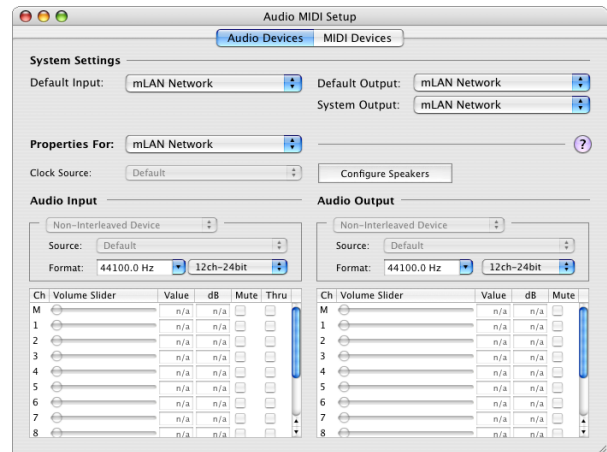 Audio MIDI Setup
Audio Devices MIDI Devices
System Settings
Default Input: mLAN Network Default Output: mLAN Network
System Output: mLAN Network
Properties For: mLAN Network ?
Clock Source: Default Configure Speakers
Audio Input Audio Output
Non-Interleaved Device Non-Interleaved Device
Source: Default Source: Default
Format: 44100.0 Hz 12ch-24bit Format: 44100.0 Hz 12ch-24bit
Ch Volume Slider Value dB Mute Thru Ch Volume Slider Value dB Mute
M n/a n/a M n/a n/a
1 n/a n/a 1 n/a n/a
2 n/a n/a 2 n/a n/a
3 n/a n/a 3 n/a n/a
4 n/a n/a 4 n/a n/a
5 n/a n/a 5 n/a n/a
6 n/a n/a 6 n/a n/a
7 n/a n/a 7 n/a n/a
8 n/a n/a 8 n/a n/a